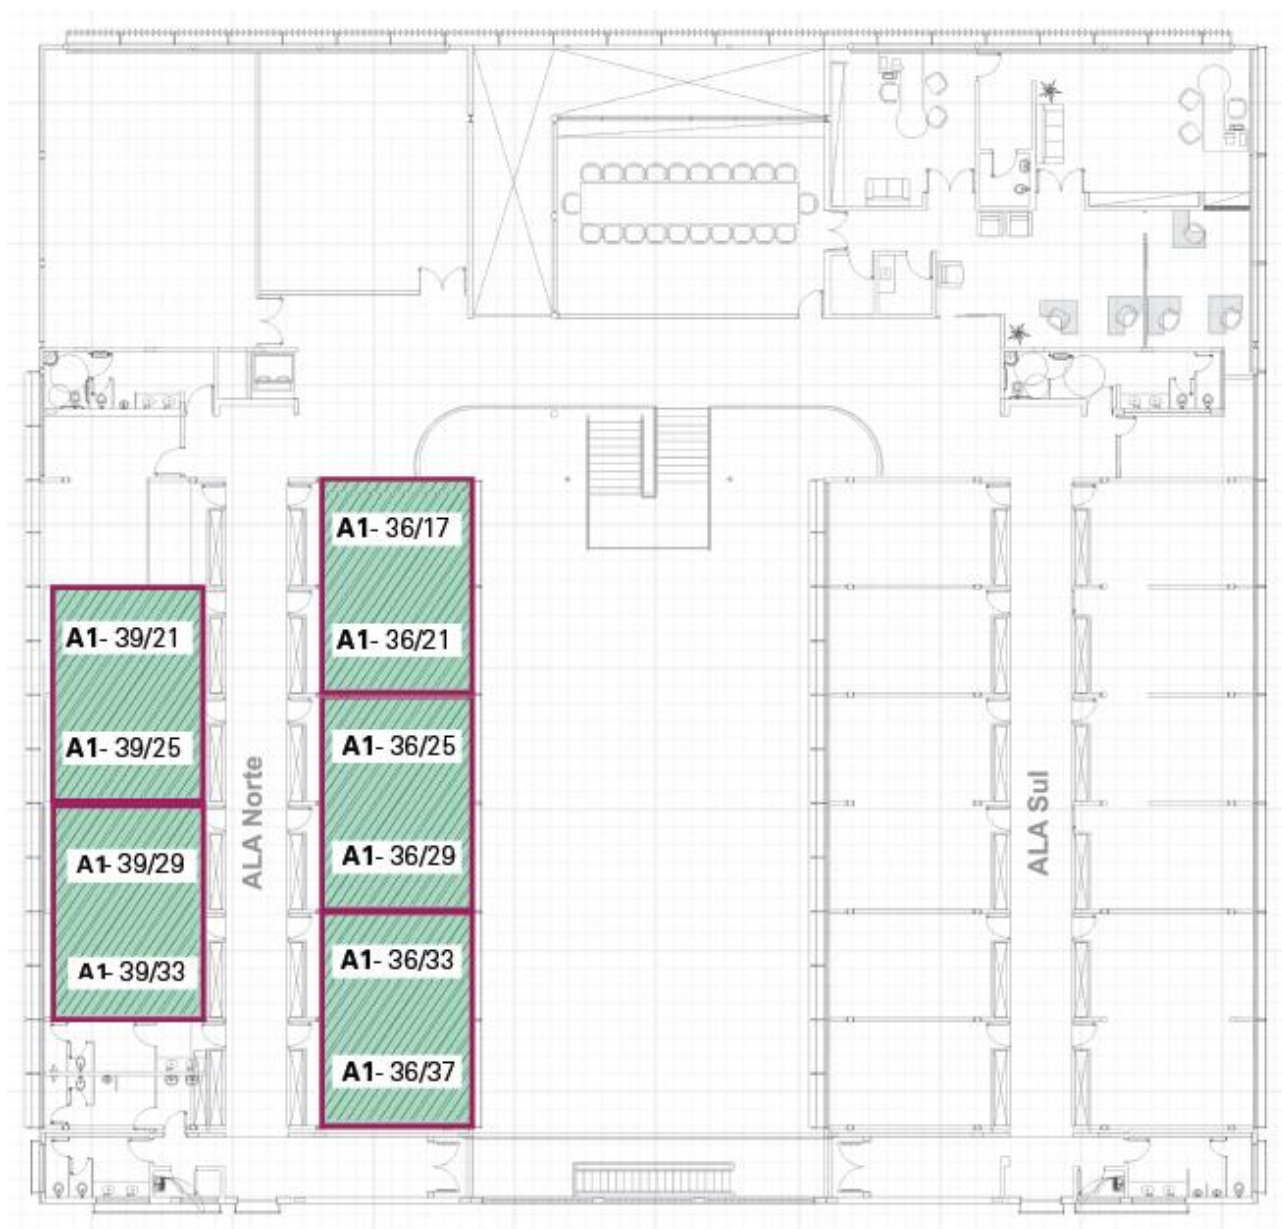 A1- 36/17
A1- 39/21
A1- 36/21
A1- 39/25
A1- 36/25
ALA Norte
ALA Sul
A1- 39/29
A1- 36/29
A1- 39/33
A1- 36/33
A1- 36/37